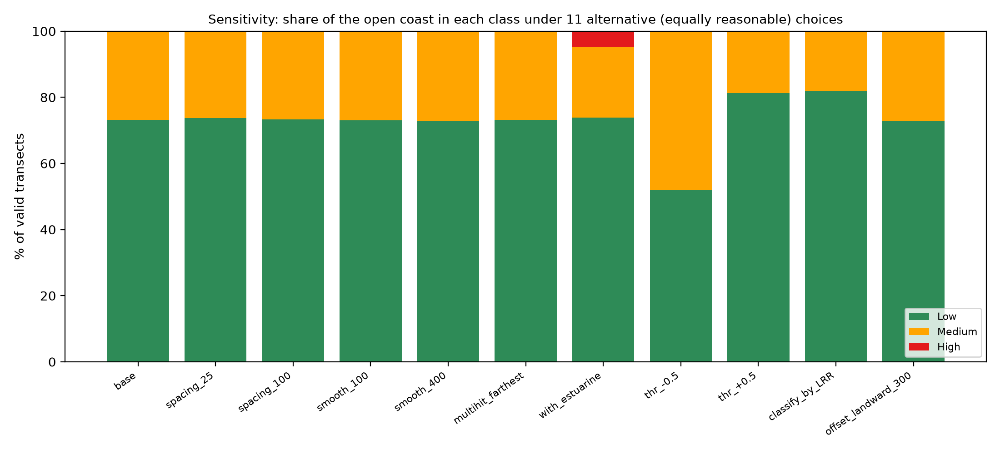 Sensitivity: share of the open coast in each class under 11 alternative (equally reasonable) choices
% of valid transects
100
80
60
40
20
0
base
spacing_25
spacing_100
smooth_100
smooth_400
multihit_farthest
with_estuarine
thr_-0.5
thr_+0.5
classify_by_LRR
offset_landward_300
Low
Medium
High